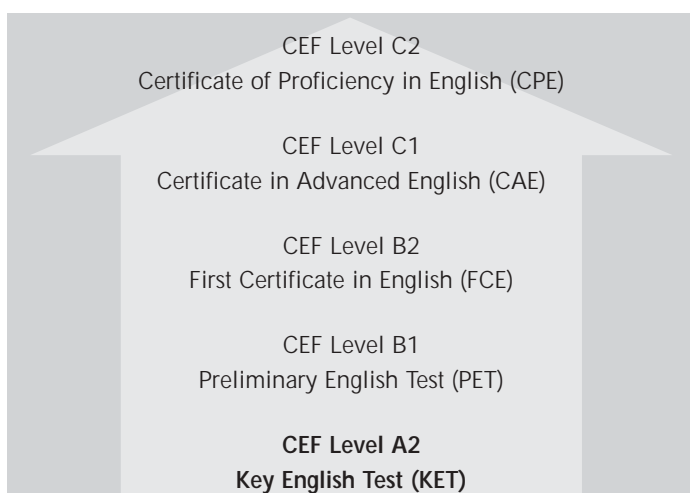 CEF Level C2
Certificate of Proficiency in English (CPE)
CEF Level C1
Certificate in Advanced English (CAE)
CEF Level B2
First Certificate in English (FCE)
CEF Level B1
Preliminary English Test (PET)
CEF Level A2
Key English Test (KET)